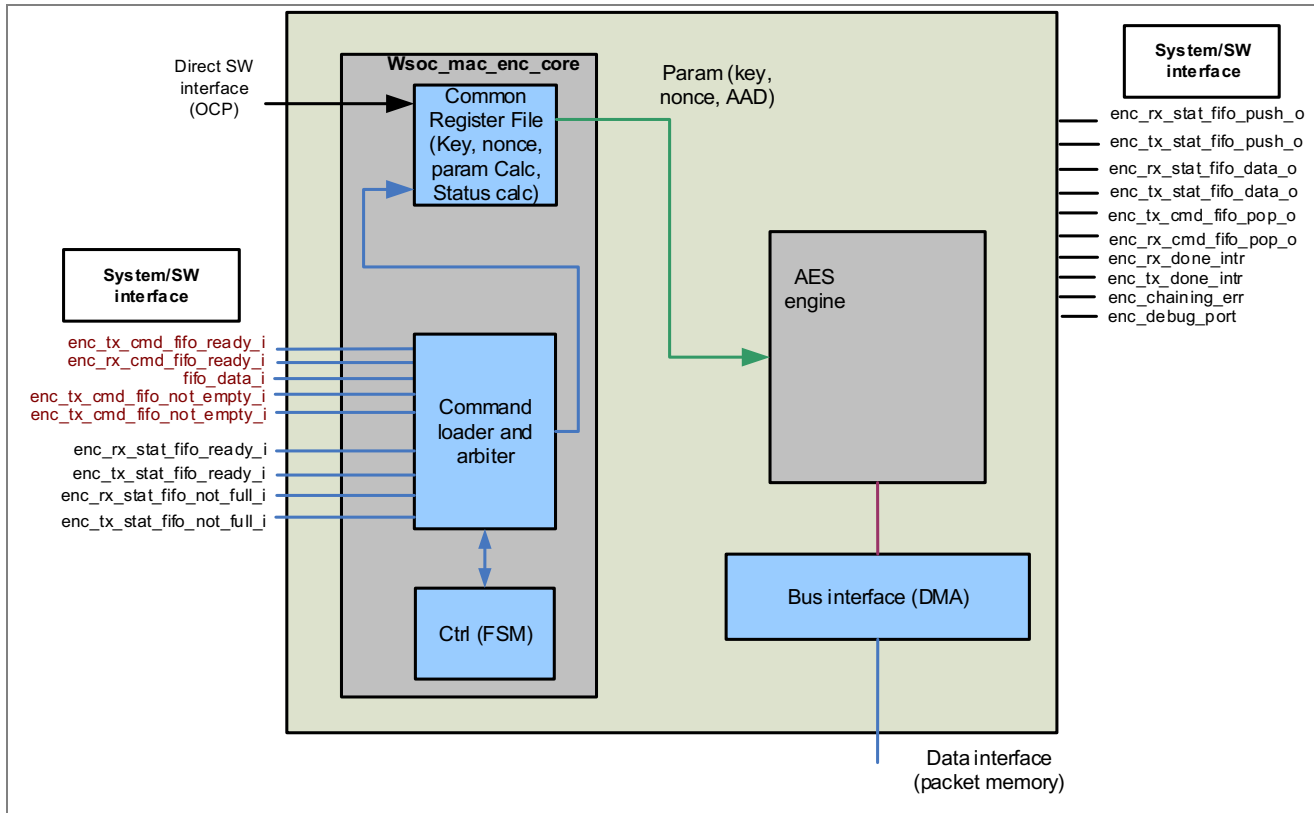 Direct SW
interface
(OCP)
Wsoc_mac_enc_core
Common
Register File
(Key, nonce,
param Calc,
Status calc)
Param (key,
nonce, AAD)
System/SW
interface
enc_rx_stat_fifo_push_o
enc_tx_stat_fifo_push_o
enc_rx_stat_fifo_data_o
enc_tx_stat_fifo_data_o
enc_tx_cmd_fifo_pop_o
enc_rx_cmd_fifo_pop_o
enc_rx_done_intr
enc_tx_done_intr
enc_chaining_err
enc_debug_port
System/SW
interface
enc_tx_cmd_fifo_ready_i
enc_rx_cmd_fifo_ready_i
fifo_data_i
enc_tx_cmd_fifo_not_empty_i
enc_tx_cmd_fifo_not_empty_i
enc_rx_stat_fifo_ready_i
enc_tx_stat_fifo_ready_i
enc_rx_stat_fifo_not_full_i
enc_tx_stat_fifo_not_full_i
Command
loader and
arbiter
Ctrl (FSM)
AES
engine
Bus interface (DMA)
Data interface
(packet memory)